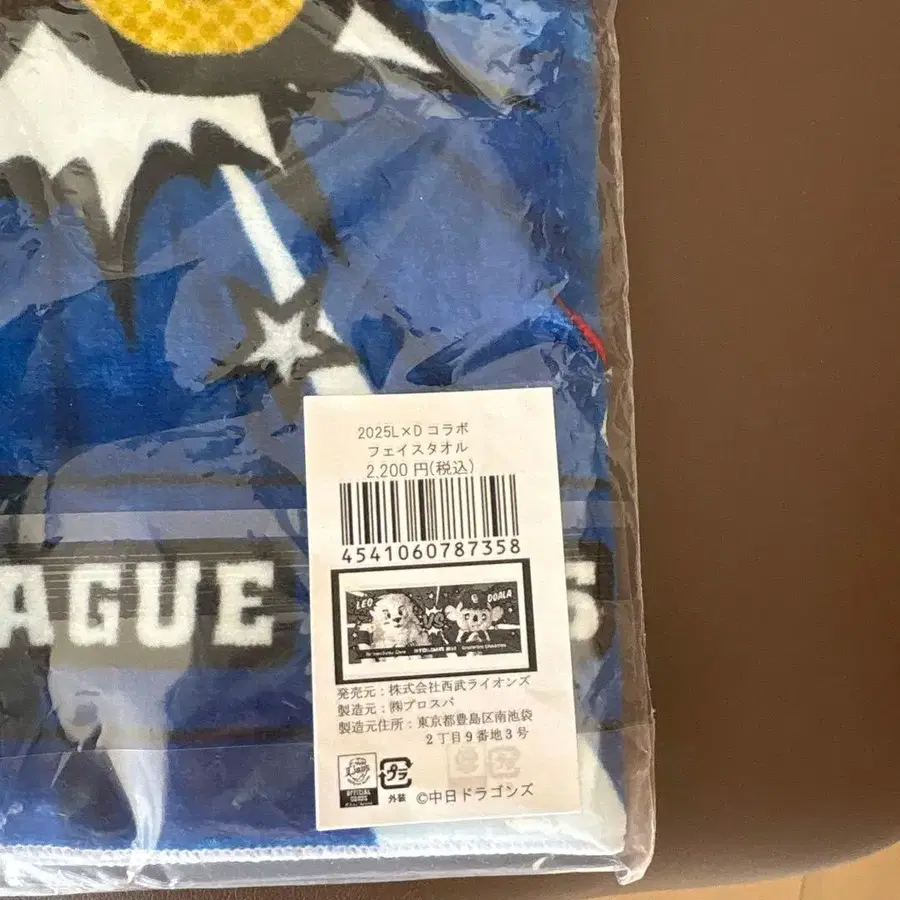 2025L×Dコラボ
フェイスタオル
2,200円(税込)
4541060787358
LEO
VS
DOALA
AGUE
S
発売元:株式会社西武ライオンズ
製造元:㈱プロスパ
製造元住所:東京都豊島区南池袋
2丁目9番地3号
プラ
外装
OFFICIAL
©中日ドラゴンズ